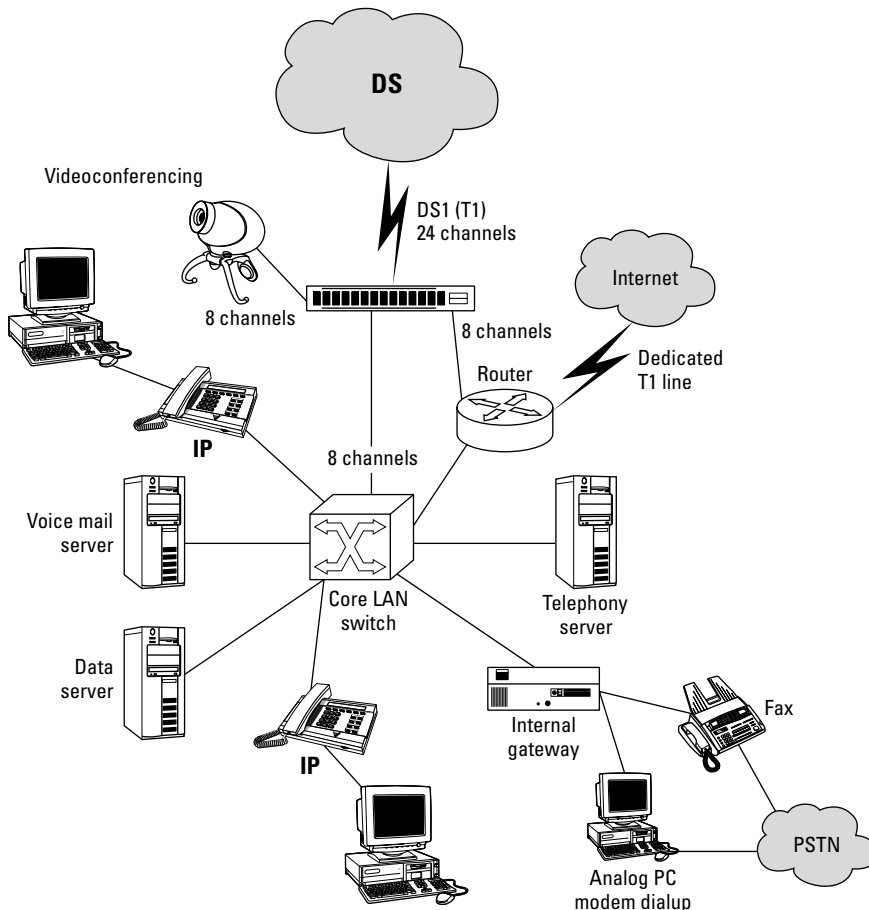 DS
Videoconferencing
DS1 (T1)
24 channels
Internet
8 channels
8 channels
Dedicated
T1 line
Router
IP
8 channels
Voice mail
server
Core LAN
switch
Telephony
server
Data
server
Internal
gateway
Fax
IP
PSTN
Analog PC
modem dialup